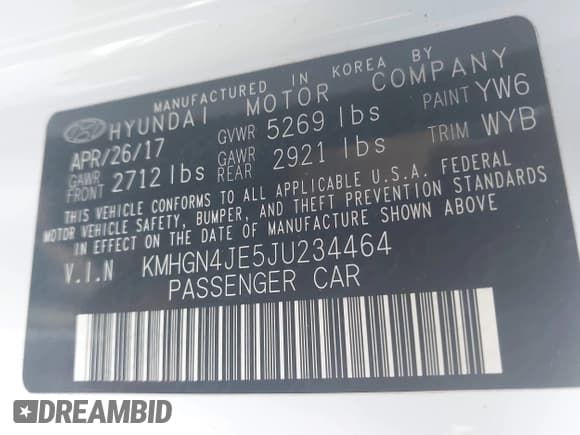 MANUFACTURED IN KOREA BY
HYUNDAI MOTOR COMPANY
APR/26/17 GVWR 5269 lbs PAINT YW6
GAWR FRONT 2712 lbs GAWR REAR 2921 lbs TRIM WYB
THIS VEHICLE CONFORMS TO ALL APPLICABLE U.S.A. FEDERAL
MOTOR VEHICLE SAFETY, BUMPER, AND THEFT PREVENTION STANDARDS
IN EFFECT ON THE DATE OF MANUFACTURE SHOWN ABOVE
V.I.N KMHGN4JE5JU234464
PASSENGER CAR
DREAMBID